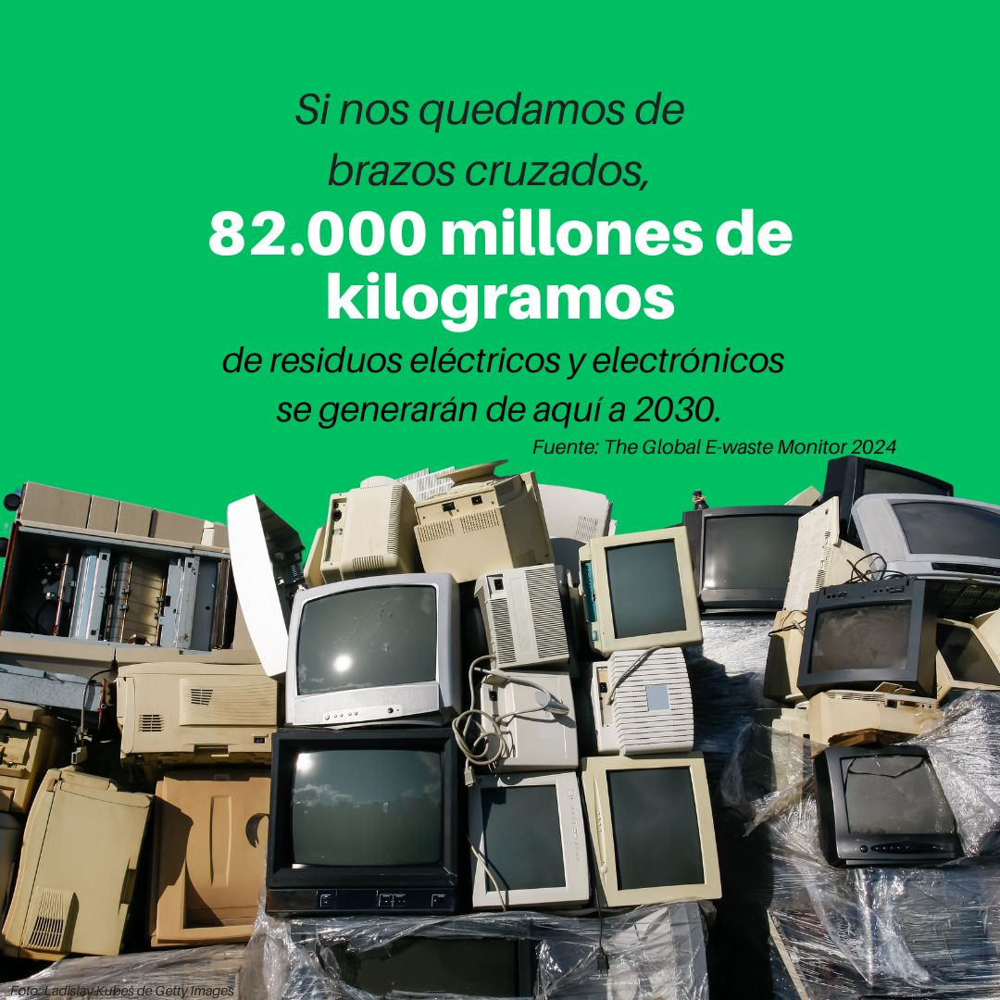 Si nos quedamos de
brazos cruzados,
82.000 millones de
kilogramos
de residuos eléctricos y electrónicos
se generarán de aquí a 2030.
Fuente: The Global E-waste Monitor 2024
Foto: Ladislav Kubeš de Getty Images